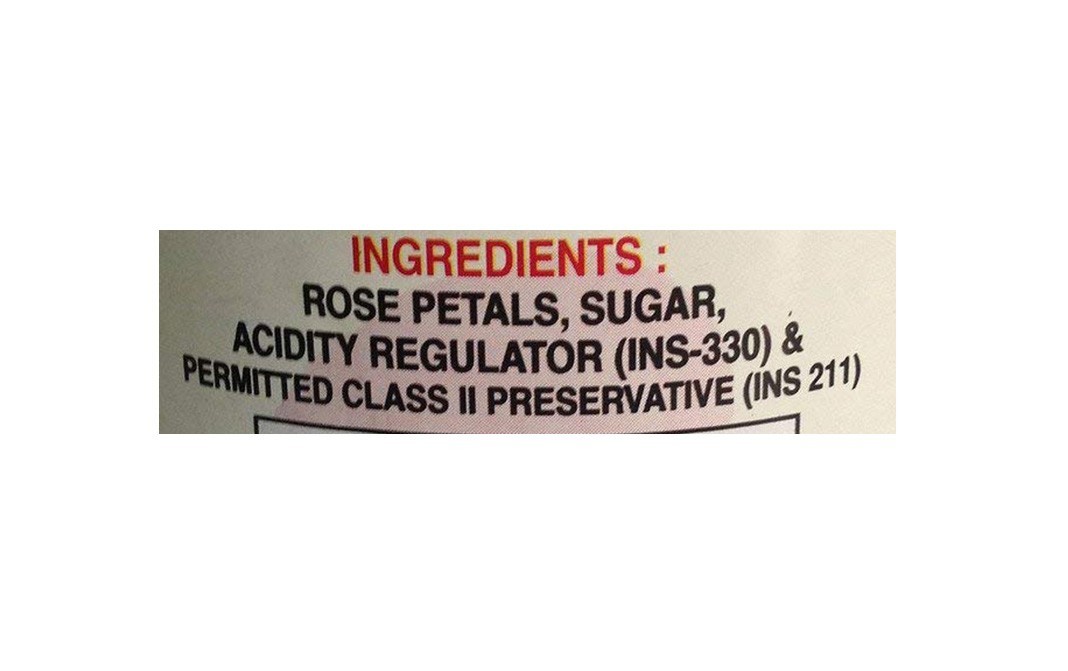 INGREDIENTS :
ROSE PETALS, SUGAR,
ACIDITY REGULATOR (INS-330) &
PERMITTED CLASS II PRESERVATIVE (INS 211)